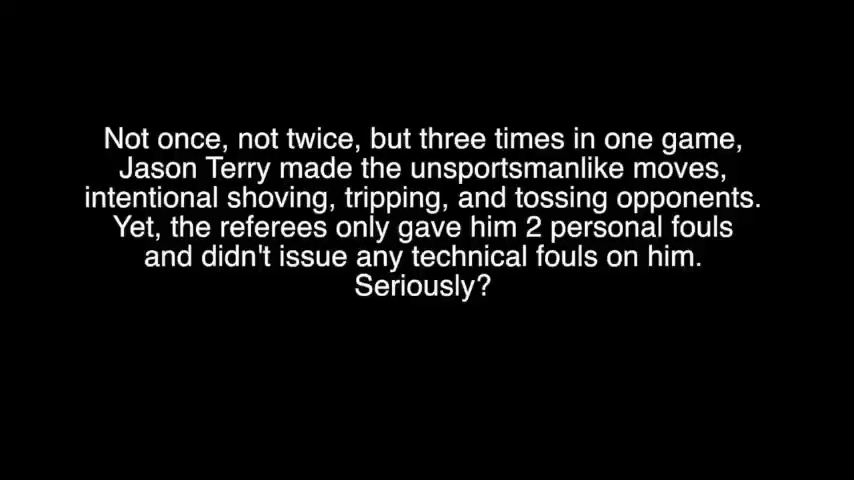 Not once, not twice, but three times in one game,
Jason Terry made the unsportsmanlike moves,
intentional shoving, tripping, and tossing opponents.
Yet, the referees only gave him 2 personal fouls
and didn't issue any technical fouls on him.
Seriously?